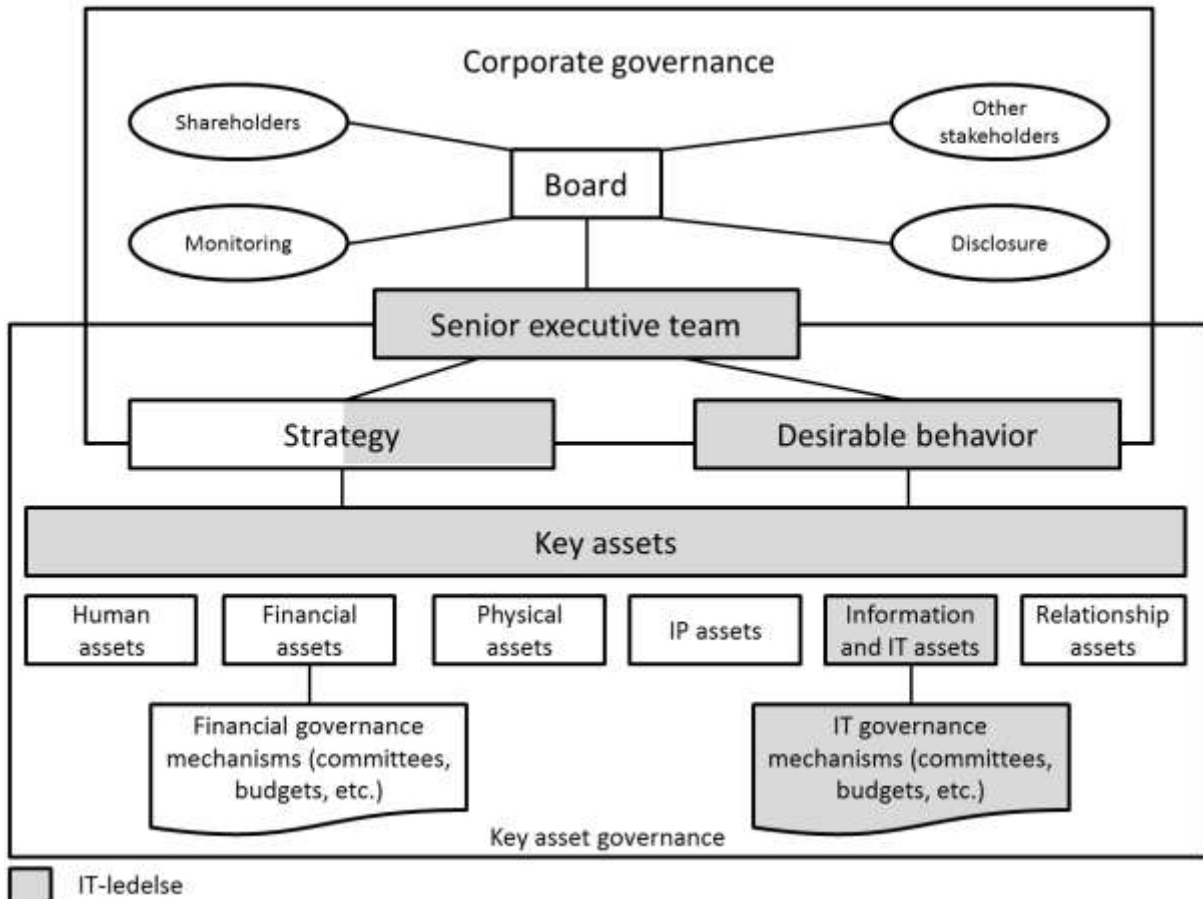 Corporate governance
Shareholders
Other
stakeholders
Board
Monitoring
Disclosure
Senior executive team
Strategy
Desirable behavior
Key assets
Human
assets
Financial
assets
Physical
assets
IP assets
Information
and IT assets
Relationship
assets
Financial governance
mechanisms (committees,
budgets, etc.)
IT governance
mechanisms (committees,
budgets, etc.)
Key asset governance
IT-ledelse